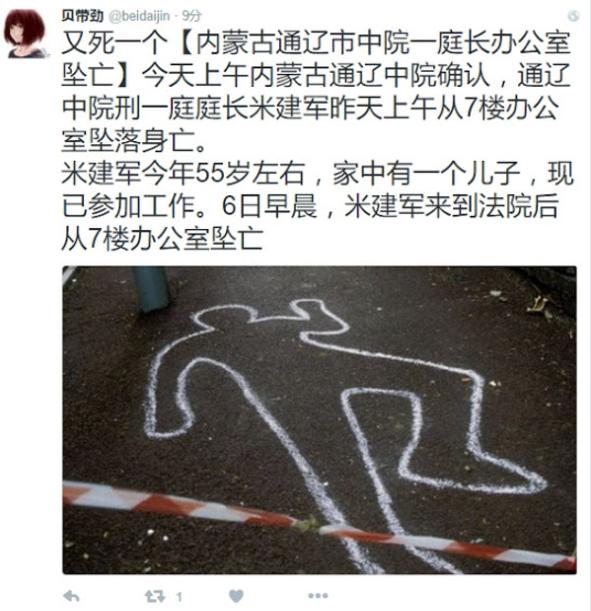 贝带劲 @beidaijin · 9分
又死一个【内蒙古通辽市中院一庭长办公室
坠亡】今天上午内蒙古通辽中院确认，通辽
中院刑一庭庭长米建军昨天上午从7楼办公
室坠落身亡。
米建军今年55岁左右，家中有一个儿子，现
已参加工作。6日早晨，米建军来到法院后
从7楼办公室坠亡
1